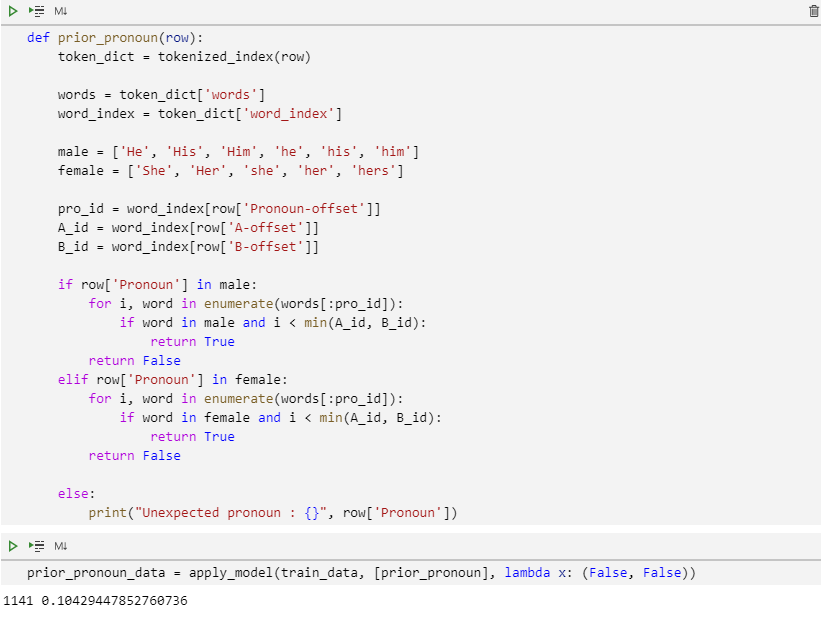 M↓
def prior_pronoun(row):
    token_dict = tokenized_index(row)
    words = token_dict['words']
    word_index = token_dict['word_index']
    male = ['He', 'His', 'Him', 'he', 'his', 'him']
    female = ['She', 'Her', 'she', 'her', 'hers']
    pro_id = word_index[row['Pronoun-offset']]
    A_id = word_index[row['A-offset']]
    B_id = word_index[row['B-offset']]
    if row['Pronoun'] in male:
        for i, word in enumerate(words[:pro_id]):
            if word in male and i < min(A_id, B_id):
                return True
        return False
    elif row['Pronoun'] in female:
        for i, word in enumerate(words[:pro_id]):
            if word in female and i < min(A_id, B_id):
                return True
        return False
    else:
        print("Unexpected pronoun : {}", row['Pronoun'])
M↓
prior_pronoun_data = apply_model(train_data, [prior_pronoun], lambda x: (False, False))
1141 0.10429447852760736